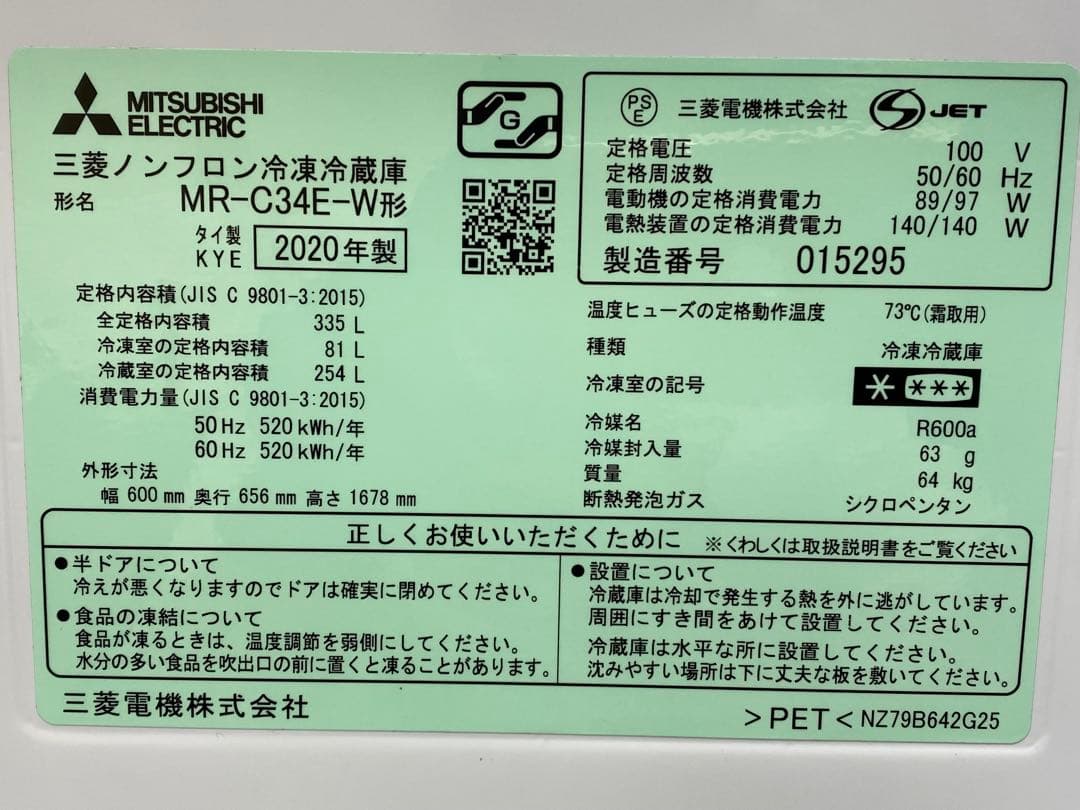 MITSUBISHI
ELECTRIC
三菱ノンフロン冷凍冷蔵庫
形名 MR-C34E-W形
タイ製
KYE 2020年製
G
定格内容積(JIS C 9801-3:2015)
全定格内容積 335 L
冷凍室の定格内容積 81 L
冷蔵室の定格内容積 254 L
消費電力量(JIS C 9801-3:2015)
50 Hz 520 kWh/年
60 Hz 520 kWh/年
外形寸法
幅 600 mm 奥行 656 mm 高さ 1678 mm
PS
E 三菱電機株式会社 JET
定格電圧 100 V
定格周波数 50/60 Hz
電動機の定格消費電力 89/97 W
電熱装置の定格消費電力 140/140 W
製造番号 015295
温度ヒューズの定格動作温度 73℃(霜取用)
種類 冷凍冷蔵庫
冷凍室の記号 * ***
冷媒名 R600a
冷媒封入量 63 g
質量 64 kg
断熱発泡ガス シクロペンタン
正しくお使いいただくために ※くわしくは取扱説明書をご覧ください
●半ドアについて
冷えが悪くなりますのでドアは確実に閉めてください。
●食品の凍結について
食品が凍るときは、温度調節を弱側にしてください。
水分の多い食品を吹出口の前に置くと凍ることがあります。
●設置について
冷蔵庫は冷却で発生する熱を外に逃がしています。
周囲にすき間をあけて設置してください。
冷蔵庫は水平な所に設置してください。
沈みやすい場所は下に丈夫な板を敷いてください。
三菱電機株式会社
>PET< NZ79B642G25